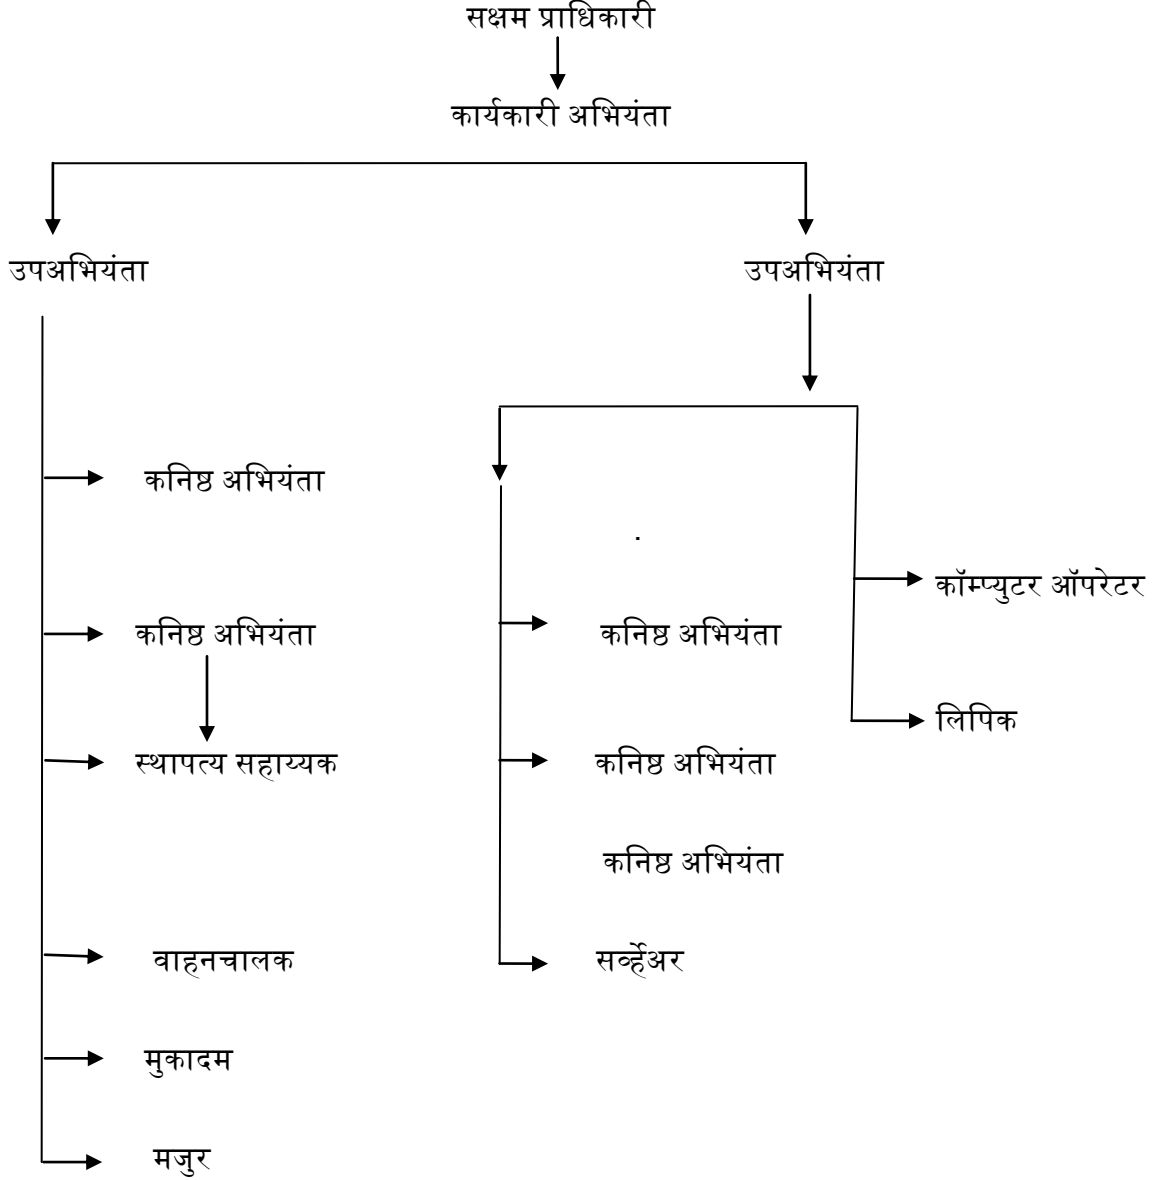 सक्षम प्राधिकारी
कार्यकारी अभियंता
उपअभियंता
उपअभियंता
कनिष्ठ अभियंता
.
कॉम्प्युटर ऑपरेटर
कनिष्ठ अभियंता
कनिष्ठ अभियंता
लिपिक
स्थापत्य सहाय्यक
कनिष्ठ अभियंता
कनिष्ठ अभियंता
वाहनचालक
सर्व्हेअर
मुकादम
मजुर